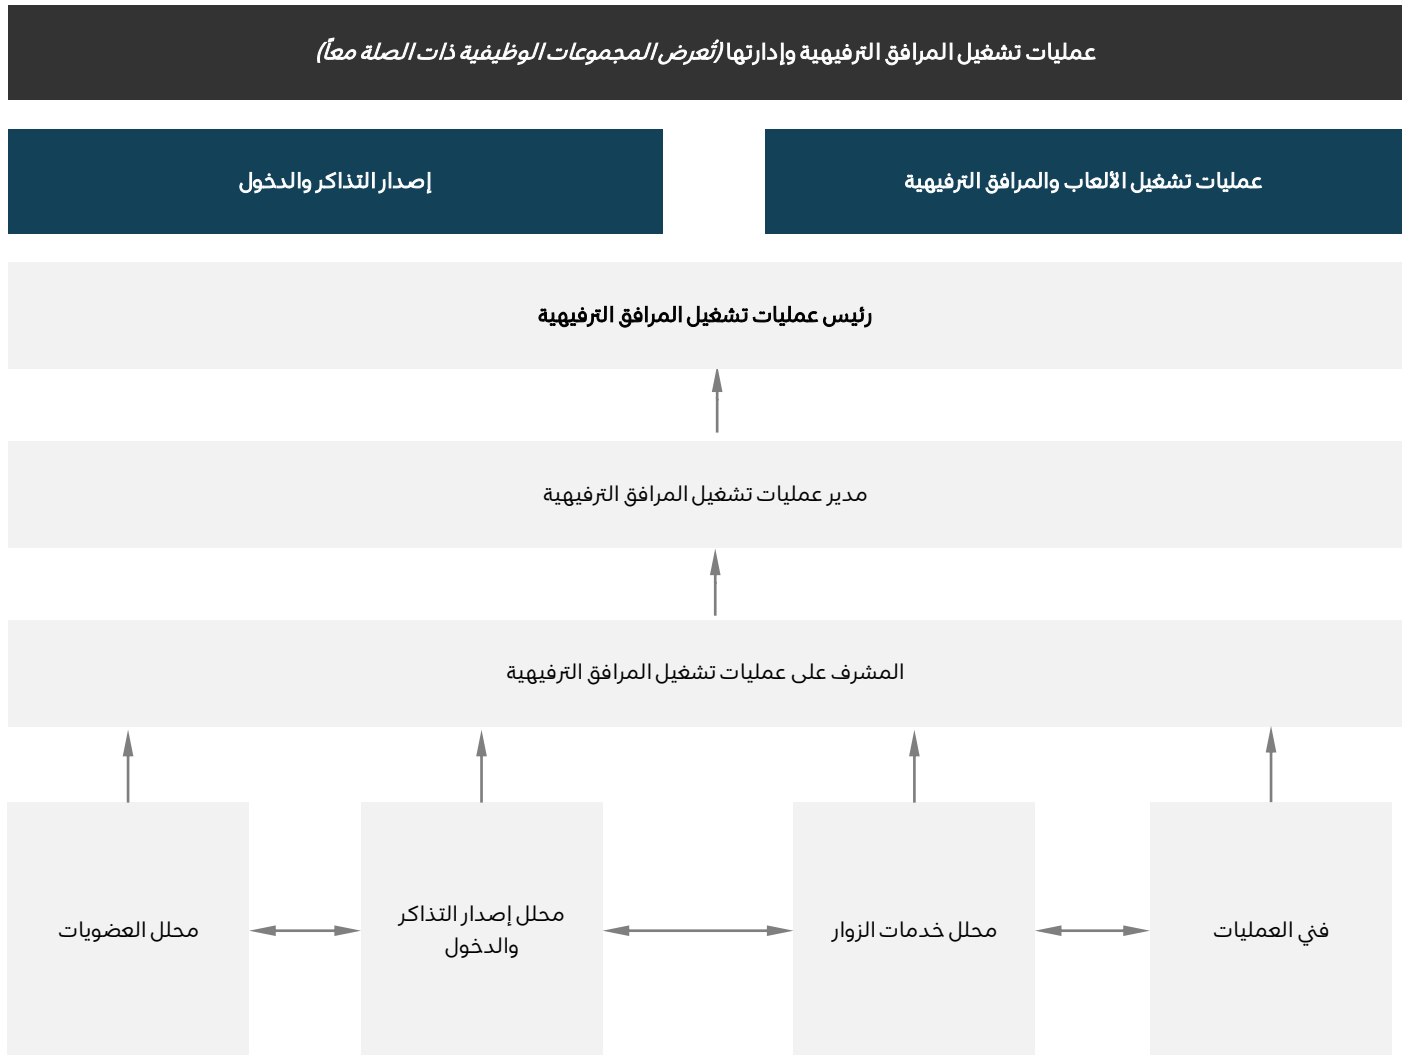 عمليات تشغيل المرافق الترفيهية وإدارتها (تُعرض المجموعات الوظيفية ذات الصلة معاً)
عمليات تشغيل الألعاب والمرافق الترفيهية
إصدار التذاكر والدخول
رئيس عمليات تشغيل المرافق الترفيهية
مدير عمليات تشغيل المرافق الترفيهية
المشرف على عمليات تشغيل المرافق الترفيهية
فني العمليات
محلل خدمات الزوار
محلل إصدار التذاكر
والدخول
محلل العضويات